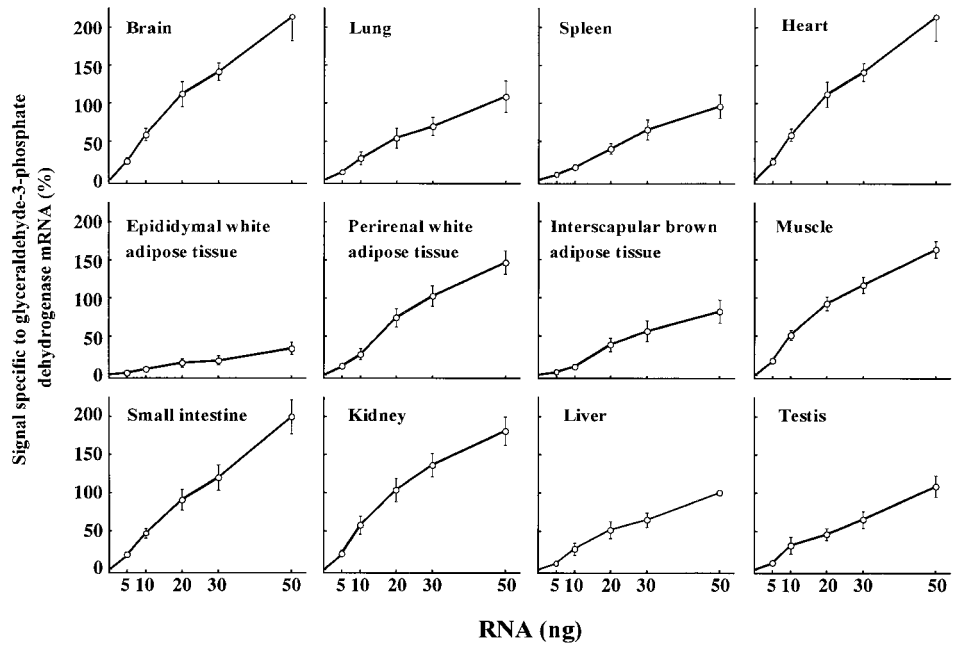 Signal specific to glyceraldehyde-3-phosphate
dehydrogenase mRNA (%)
200
150
100
50
0
Brain
Lung
Spleen
Heart
200
150
100
50
0
Epididymal white
adipose tissue
Perirenal white
adipose tissue
Interscapular brown
adipose tissue
Muscle
200
150
100
50
0
Small intestine
Kidney
Liver
Testis
5 10 20 30 50
5 10 20 30 50
5 10 20 30 50
5 10 20 30 50
RNA (ng)